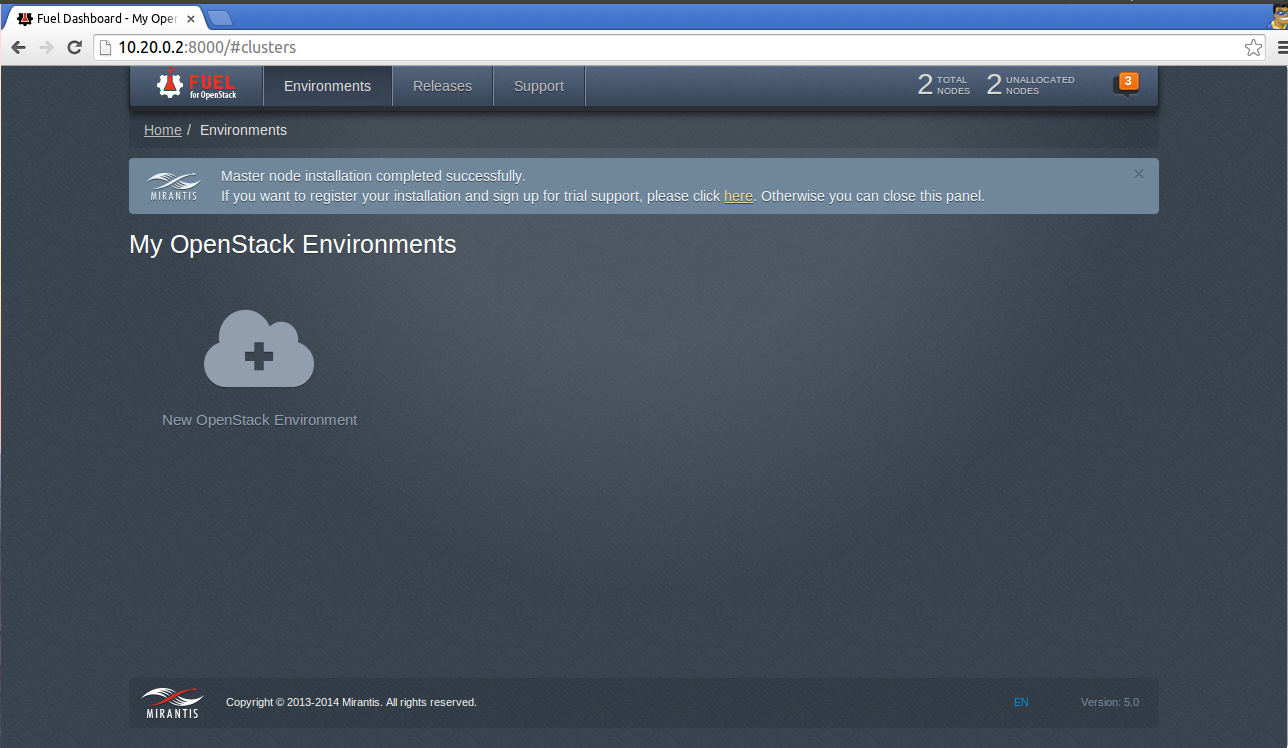 Fuel Dashboard - My Oper
10.20.0.2:8000/#clusters
FUEL
for OpenStack
Environments
Releases
Support
2 TOTAL NODES
2 UNALLOCATED NODES
3
Home / Environments
MIRANTIS
Master node installation completed successfully.
If you want to register your installation and sign up for trial support, please click here. Otherwise you can close this panel.
My OpenStack Environments
New OpenStack Environment
MIRANTIS
Copyright © 2013-2014 Mirantis. All rights reserved.
EN
Version: 5.0